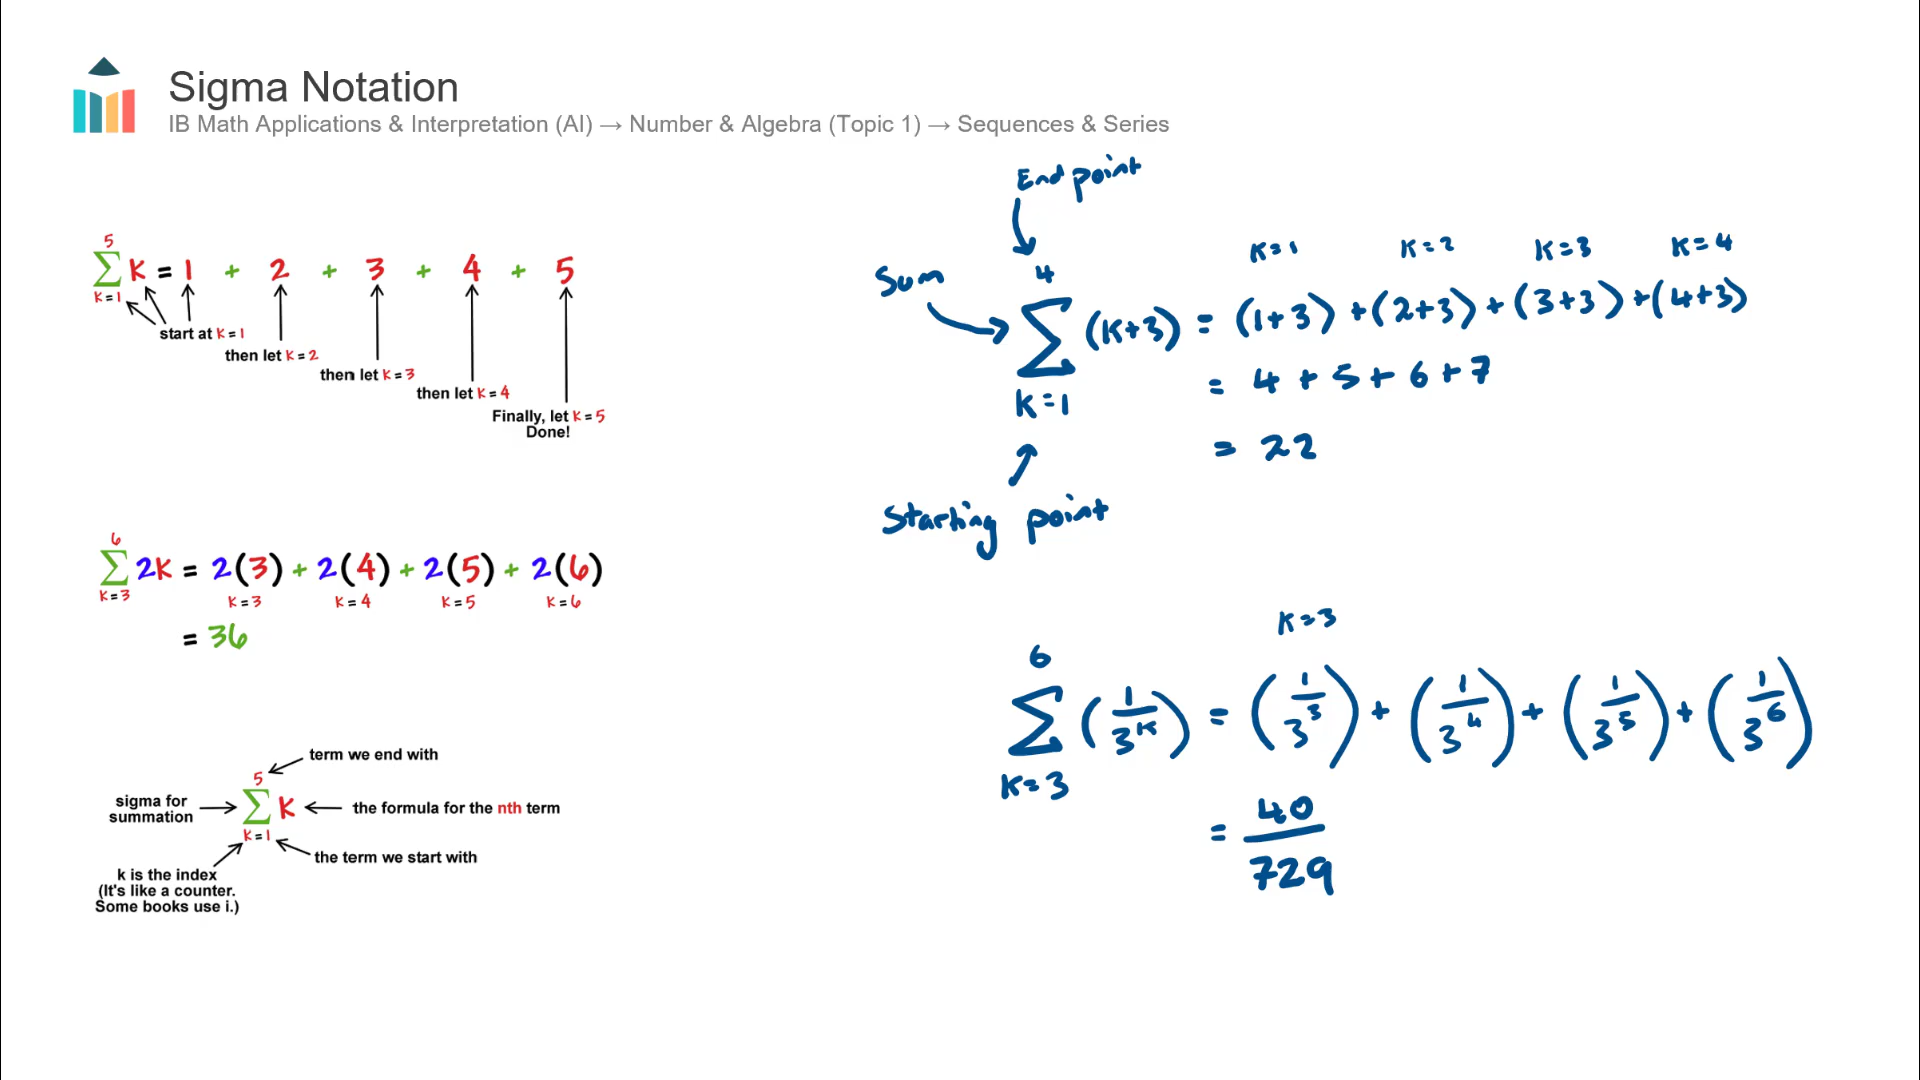 Sigma Notation
IB Math Applications & Interpretation (AI) → Number & Algebra (Topic 1) → Sequences & Series
5
∑ K = 1 + 2 + 3 + 4 + 5
K=1
start at K = 1
then let K = 2
then let K = 3
then let K = 4
Finally, let K = 5
Done!
6
∑ 2K = 2(3) + 2(4) + 2(5) + 2(6)
K=3
K=3 K=4 K=5 K=6
= 36
term we end with
5
sigma for
summation
∑ K
the formula for the nth term
K=1
the term we start with
k is the index
(It's like a counter.
Some books use i.)
End point
Sum
K=1 K=2 K=3 K=4
4
∑ (K+3) = (1+3) + (2+3) + (3+3) + (4+3)
K=1
= 4 + 5 + 6 + 7
= 22
Starting point
K=3
6
∑ (1/3^K) = (1/3^3) + (1/3^4) + (1/3^5) + (1/3^6)
K=3
= 40/729